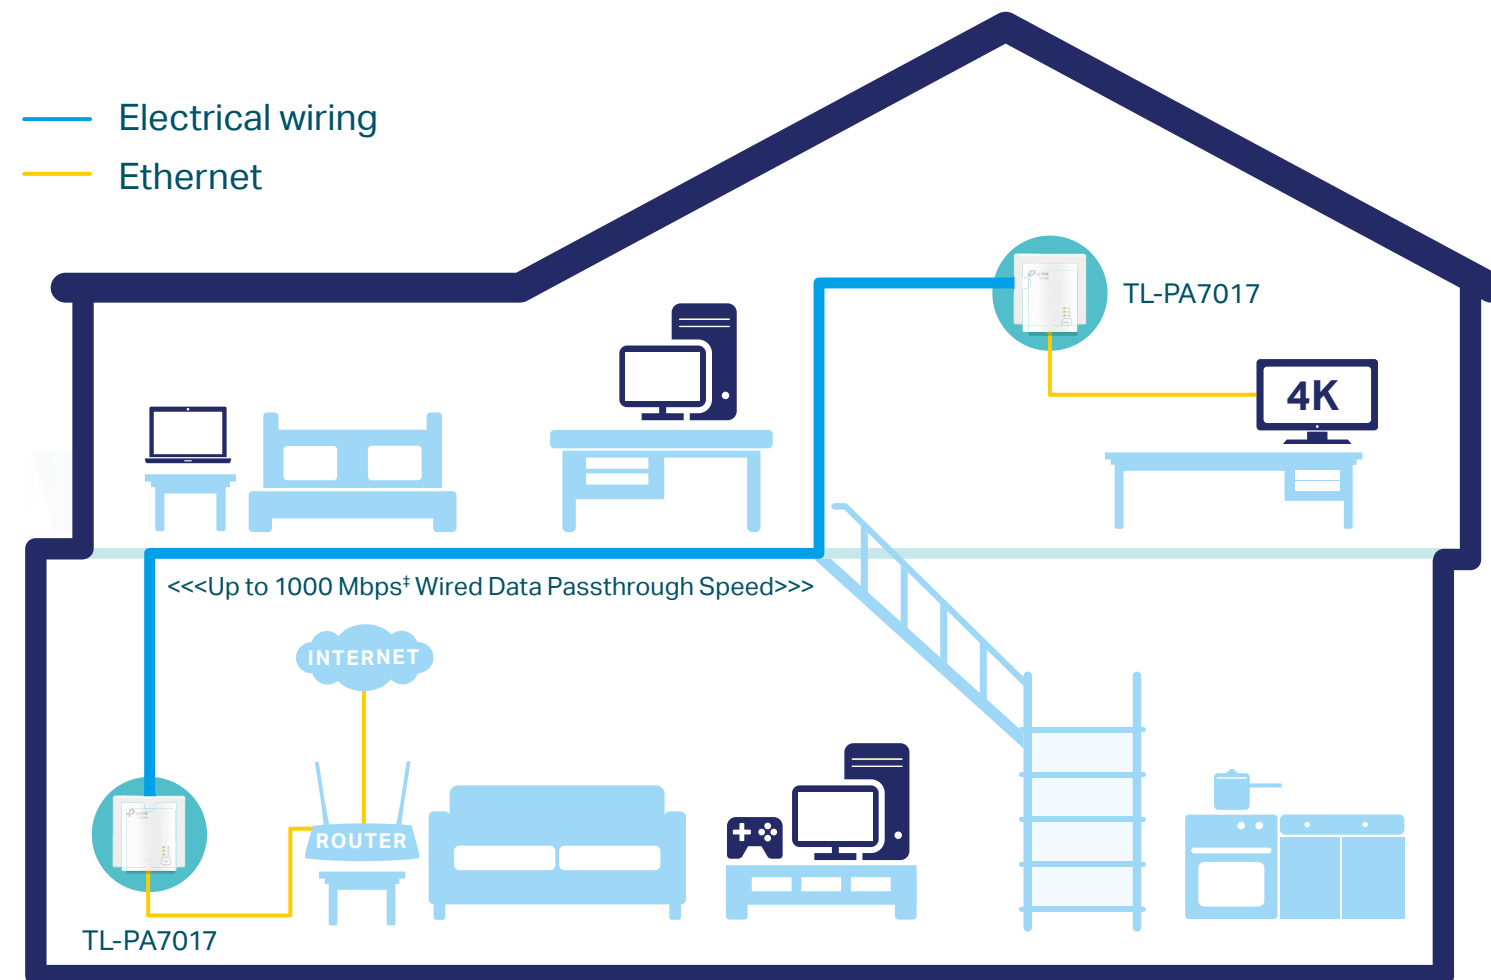 Electrical wiring
Ethernet
TL-PA7017
4K
<<<Up to 1000 Mbps‡ Wired Data Passthrough Speed>>>
INTERNET
ROUTER
TL-PA7017